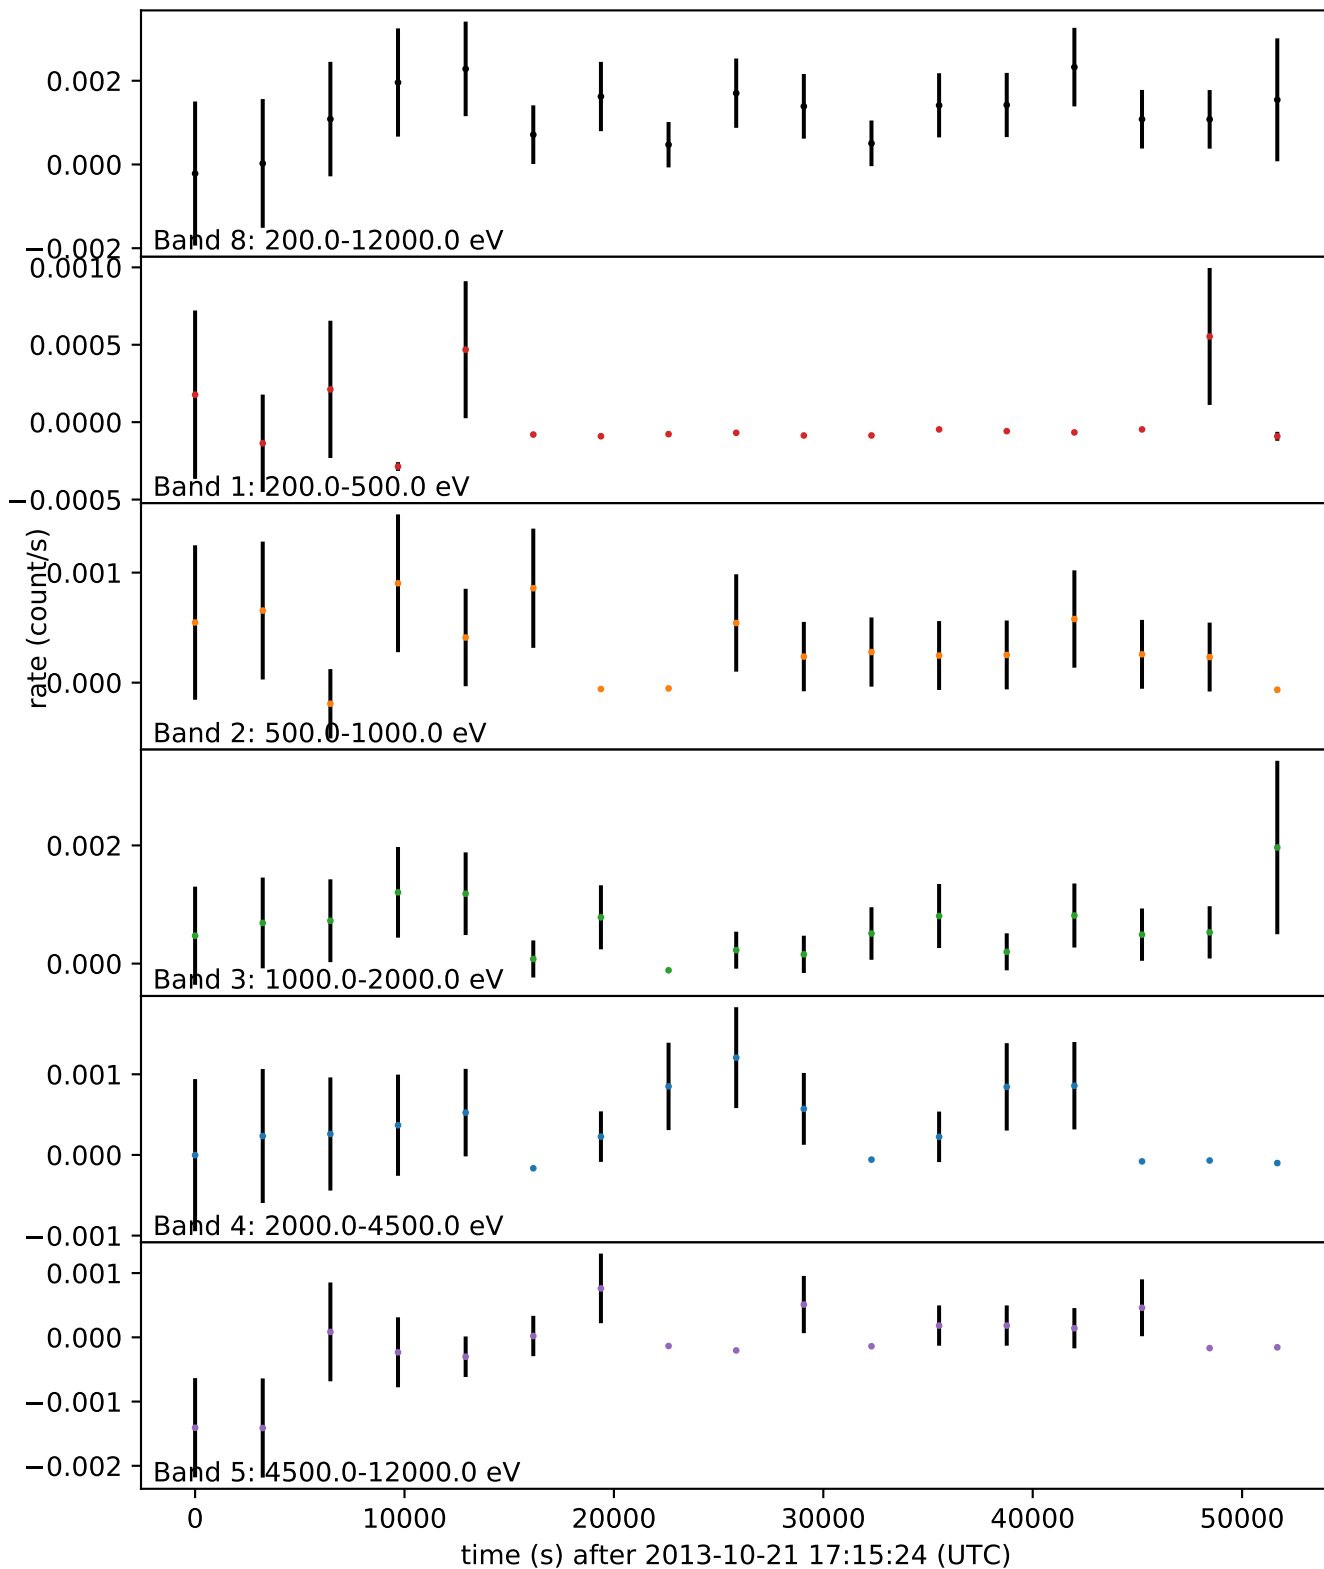 0.002
0.000
−0.002
Band 8: 200.0-12000.0 eV
0.0010
0.0005
0.0000
−0.0005
Band 1: 200.0-500.0 eV
rate (count/s)
0.001
0.000
Band 2: 500.0-1000.0 eV
0.002
0.000
Band 3: 1000.0-2000.0 eV
0.001
0.000
−0.001
Band 4: 2000.0-4500.0 eV
0.001
0.000
−0.001
−0.002
Band 5: 4500.0-12000.0 eV
0 10000 20000 30000 40000 50000
time (s) after 2013-10-21 17:15:24 (UTC)